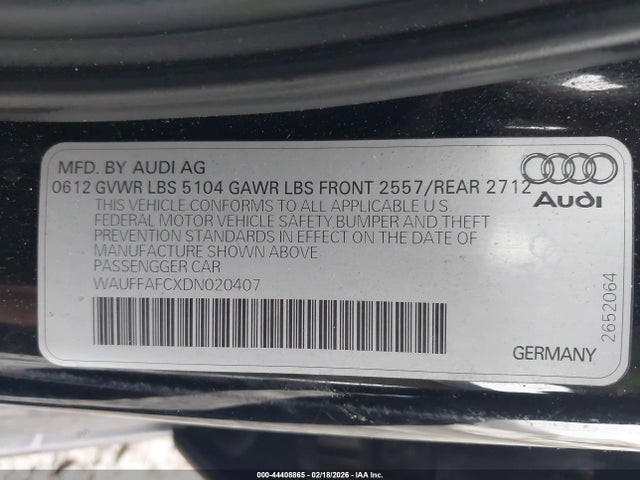 MFD. BY AUDI AG
0612 GVWR LBS 5104 GAWR LBS FRONT 2557/REAR 2712
THIS VEHICLE CONFORMS TO ALL APPLICABLE U.S
FEDERAL MOTOR VEHICLE SAFETY,BUMPER AND THEFT
PREVENTION STANDARDS IN EFFECT ON THE DATE OF
MANUFACTURE SHOWN ABOVE
PASSENGGER CAR
WAUFFAFCXDN020407
Audi
2652064
GERMANY
000-44408865 - 02/18/2026 - IAA Inc.